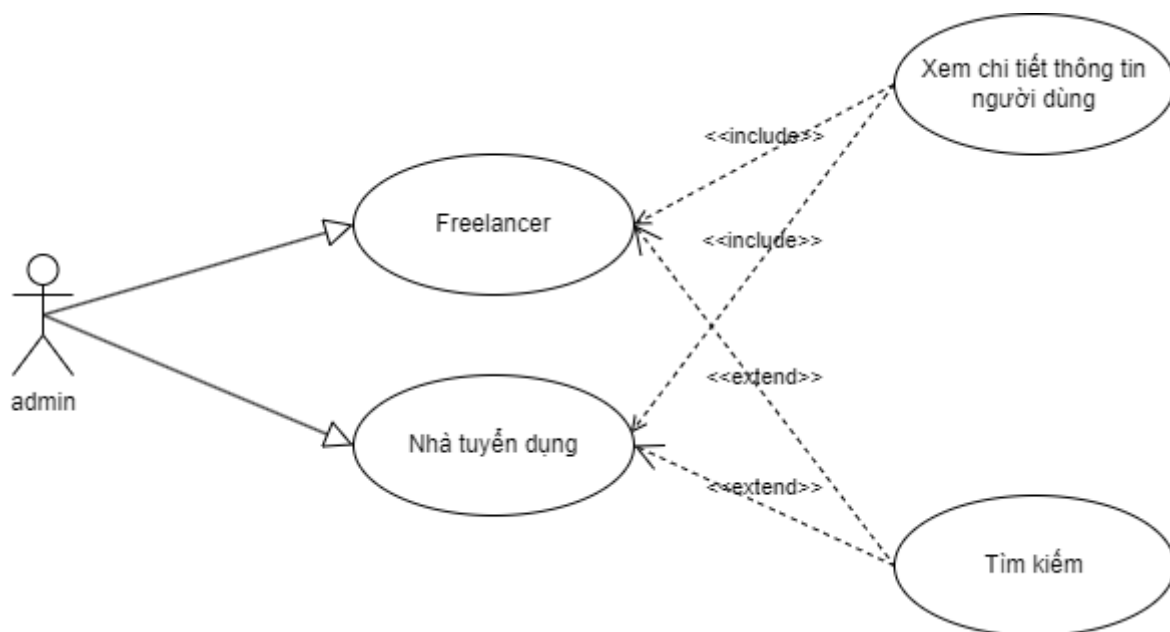 Xem chi tiết thông tin
người dùng
<<include>>
Freelancer
<<include>>
admin
<<extend>>
Nhà tuyển dụng
<<extend>>
Tìm kiếm